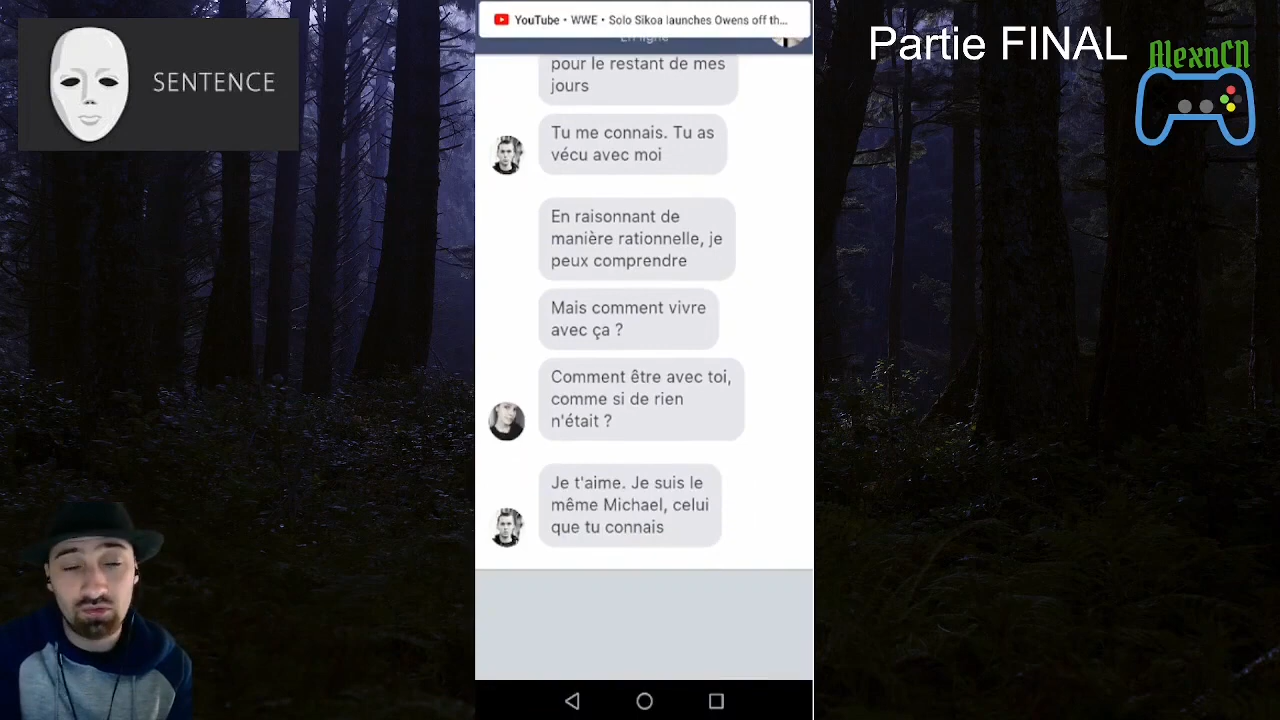 SENTENCE
YouTube • WWE • Solo Sikoa launches Owens off th...
En ligne
Partie FINAL
AlexnCN
pour le restant de mes
jours
Tu me connais. Tu as
vécu avec moi
En raisonnant de
manière rationnelle, je
peux comprendre
Mais comment vivre
avec ça ?
Comment être avec toi,
comme si de rien
n'était ?
Je t'aime. Je suis le
même Michael, celui
que tu connais